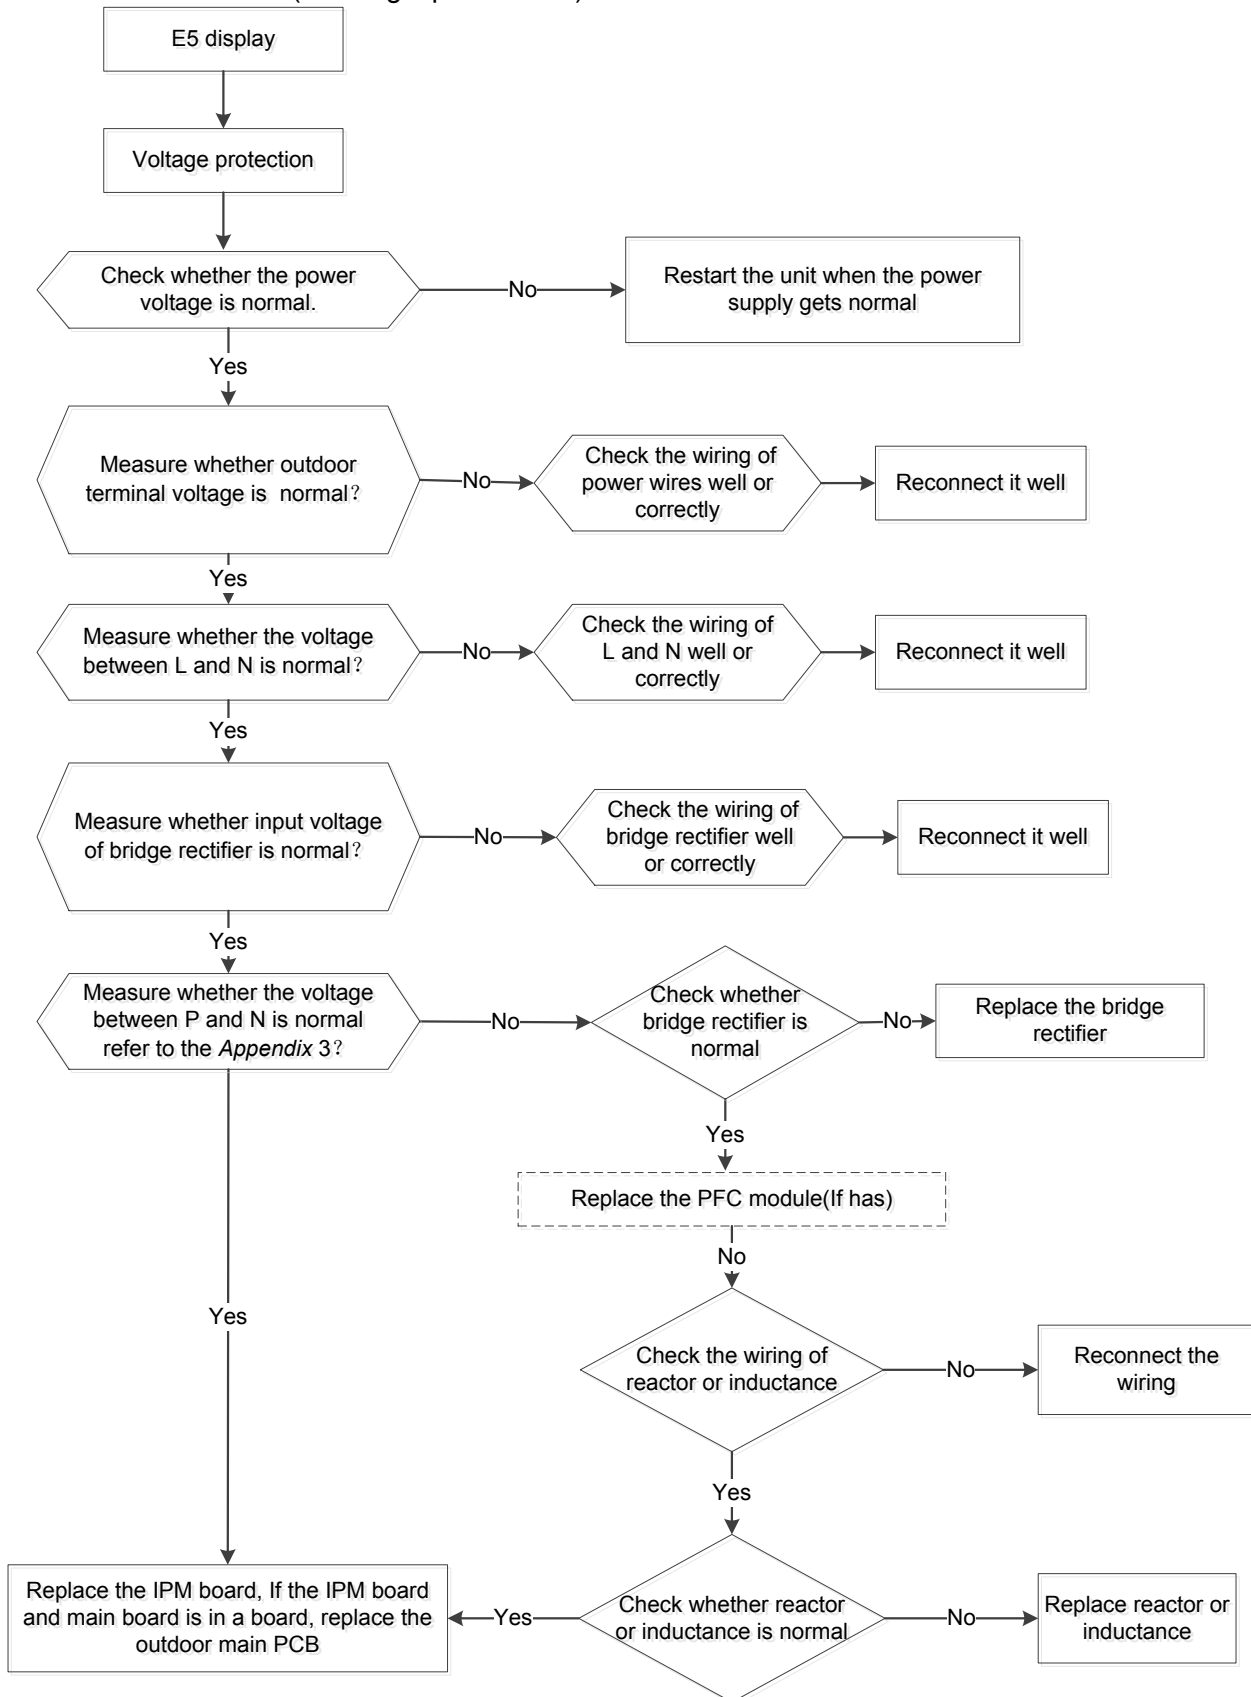 E5 display
Voltage protection
Check whether the power
voltage is normal.
No
Restart the unit when the power
supply gets normal
Yes
Measure whether outdoor
terminal voltage is normal?
No
Check the wiring of
power wires well or
correctly
Reconnect it well
Yes
Measure whether the voltage
between L and N is normal?
No
Check the wiring of
L and N well or
correctly
Reconnect it well
Yes
Measure whether input voltage
of bridge rectifier is normal?
No
Check the wiring of
bridge rectifier well
or correctly
Reconnect it well
Yes
Measure whether the voltage
between P and N is normal
refer to the Appendix 3?
No
Check whether
bridge rectifier is
normal
No
Replace the bridge
rectifier
Yes
Replace the PFC module(If has)
No
Yes
Check the wiring of
reactor or inductance
No
Reconnect the
wiring
Yes
Replace the IPM board, If the IPM board
and main board is in a board, replace the
outdoor main PCB
Yes
Check whether reactor
or inductance is normal
No
Replace reactor or
inductance